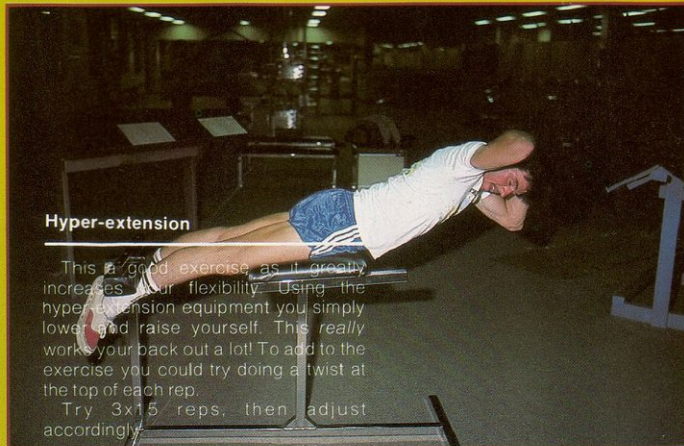 Hyper-extension
This is a good exercise as it greatly
increases your flexibility. Using the
hyper-extension equipment you simply
lower and raise yourself. This really
works your back out a lot! To add to the
exercise you could try doing a twist at
the top of each rep.
Try 3x15 reps, then adjust
accordingly.